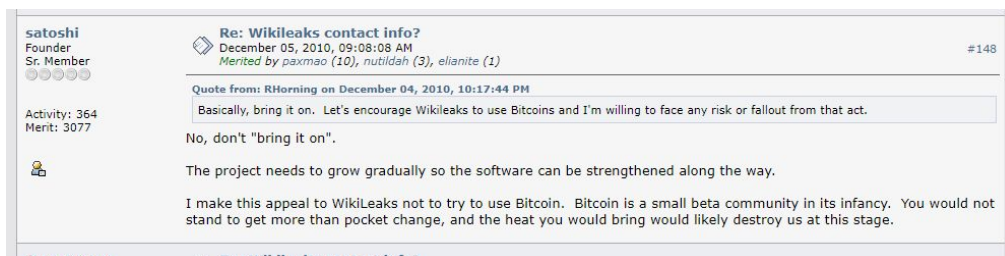 satoshi
Founder
Sr. Member
Activity: 364
Merit: 3077
Re: Wikileaks contact info?
December 05, 2010, 09:08:08 AM
Merited by paxmao (10), nutildah (3), elianite (1)
#148
Quote from: RHorning on December 04, 2010, 10:17:44 PM
Basically, bring it on. Let's encourage Wikileaks to use Bitcoins and I'm willing to face any risk or fallout from that act.
No, don't "bring it on".
The project needs to grow gradually so the software can be strengthened along the way.
I make this appeal to WikiLeaks not to try to use Bitcoin. Bitcoin is a small beta community in its infancy. You would not
stand to get more than pocket change, and the heat you would bring would likely destroy us at this stage.